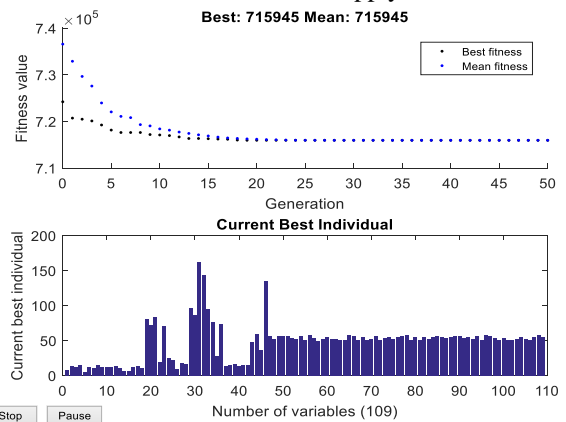 Best: 715945 Mean: 715945
×10^5
7.4
7.3
7.2
7.1
Fitness value
Best fitness
Mean fitness
0 5 10 15 20 25 30 35 40 45 50
Generation
Current Best Individual
200
150
100
50
0
Current best individual
0 10 20 30 40 50 60 70 80 90 100 110
Number of variables (109)
Stop
Pause